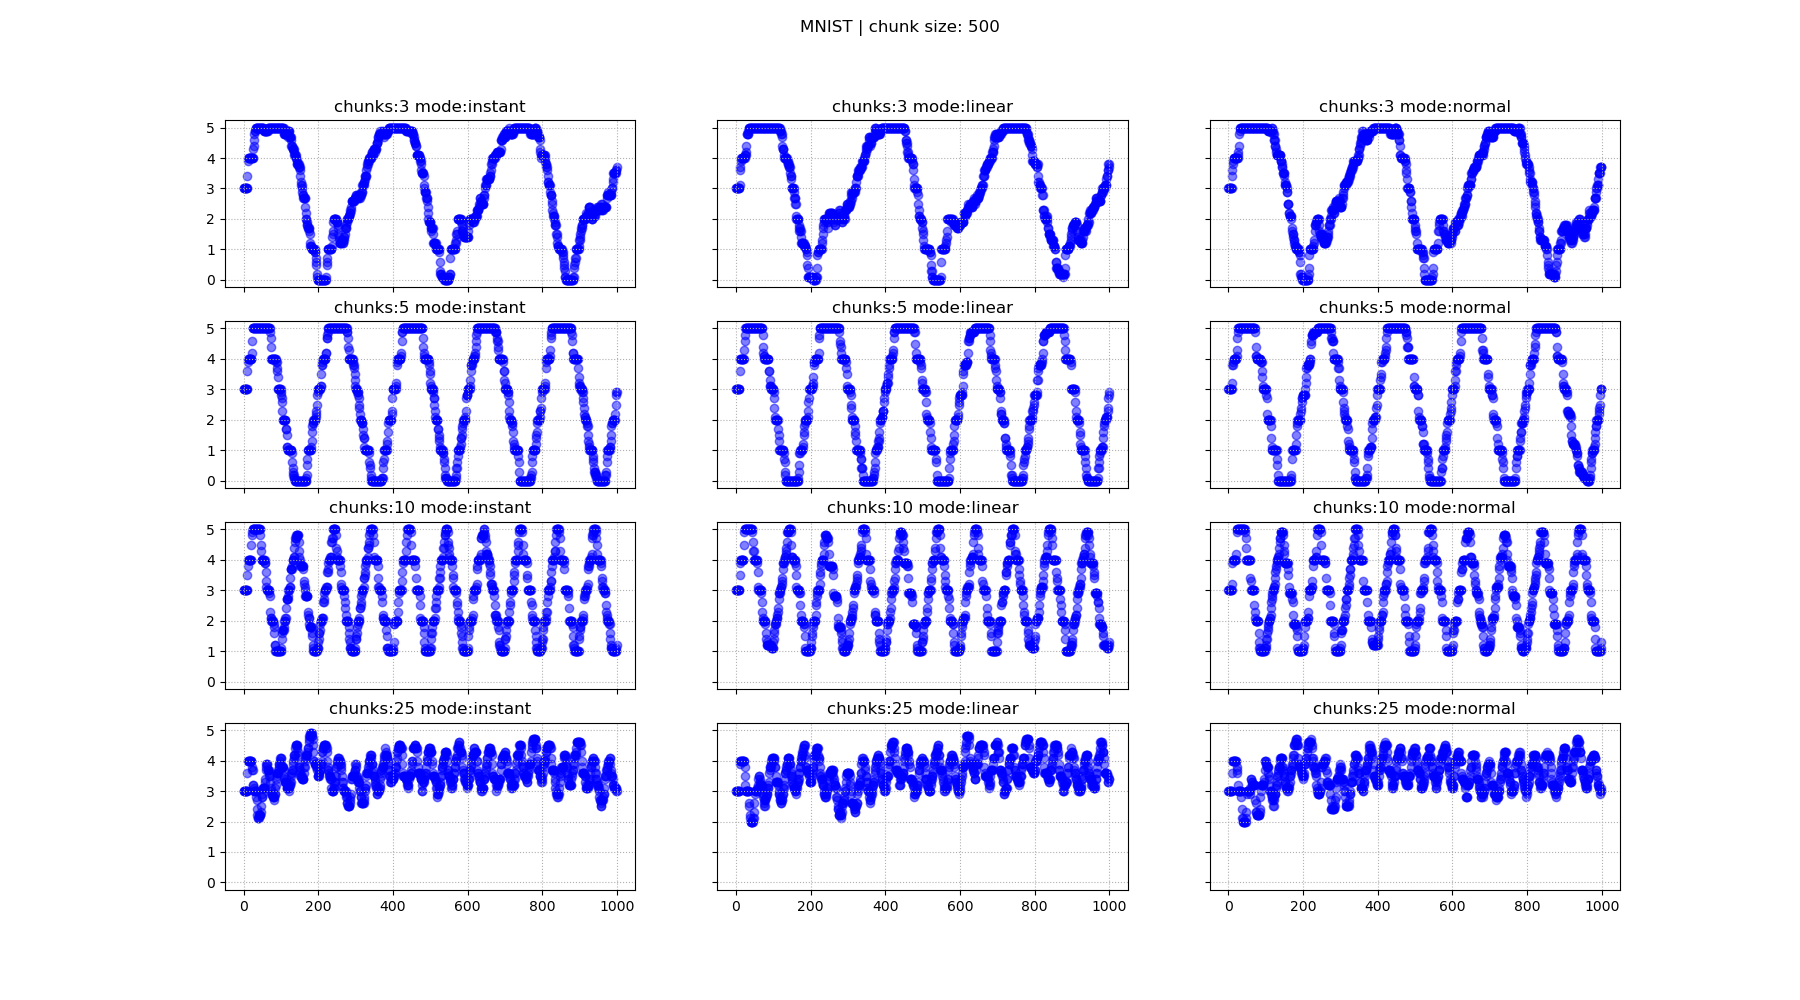 MNIST | chunk size: 500
chunks:3 mode:instant
chunks:3 mode:linear
chunks:3 mode:normal
5
4
3
2
1
0
chunks:5 mode:instant
chunks:5 mode:linear
chunks:5 mode:normal
5
4
3
2
1
0
chunks:10 mode:instant
chunks:10 mode:linear
chunks:10 mode:normal
5
4
3
2
1
0
chunks:25 mode:instant
chunks:25 mode:linear
chunks:25 mode:normal
5
4
3
2
1
0
0 200 400 600 800 1000
0 200 400 600 800 1000
0 200 400 600 800 1000